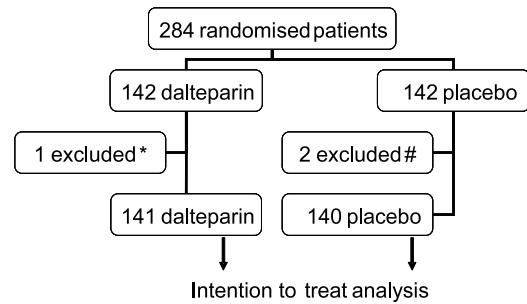 284 randomised patients
142 dalteparin
142 placebo
1 excluded *
2 excluded #
141 dalteparin
140 placebo
Intention to treat analysis